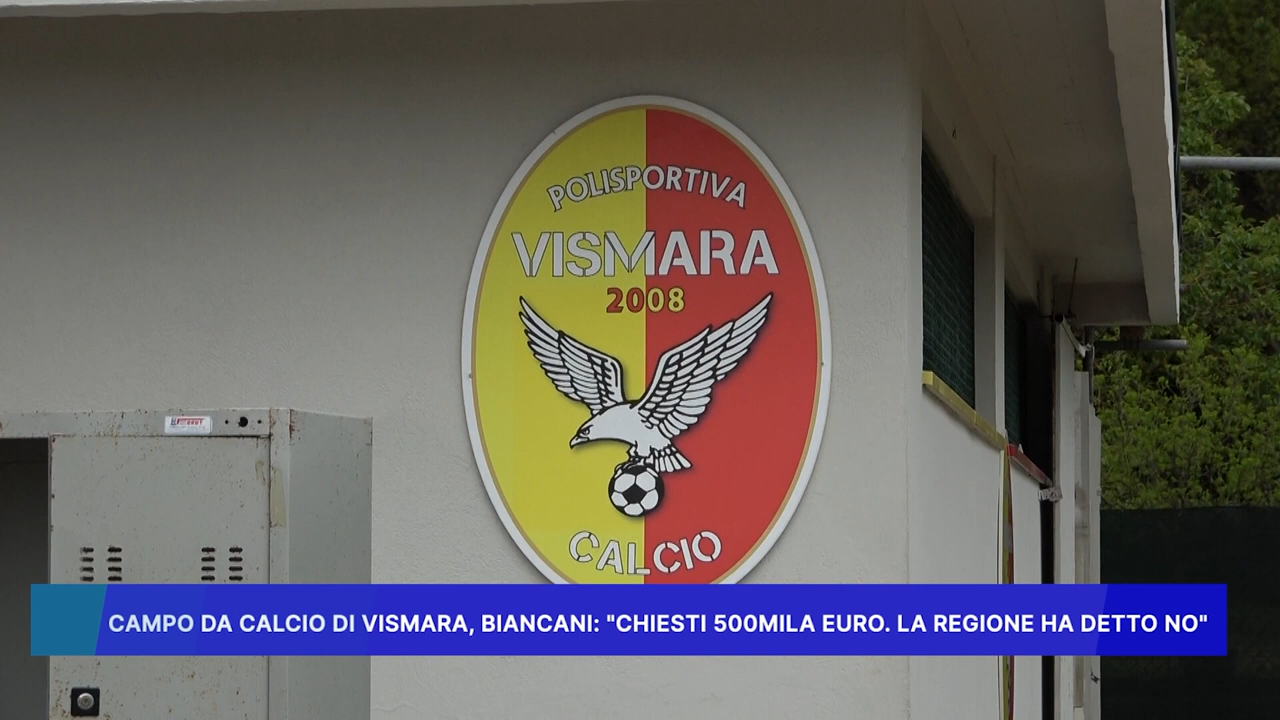 POLISPORTIVA
VISMARA
2008
CALCIO
CAMPO DA CALCIO DI VISMARA, BIANCANI: "CHIESTI 500MILA EURO. LA REGIONE HA DETTO NO"